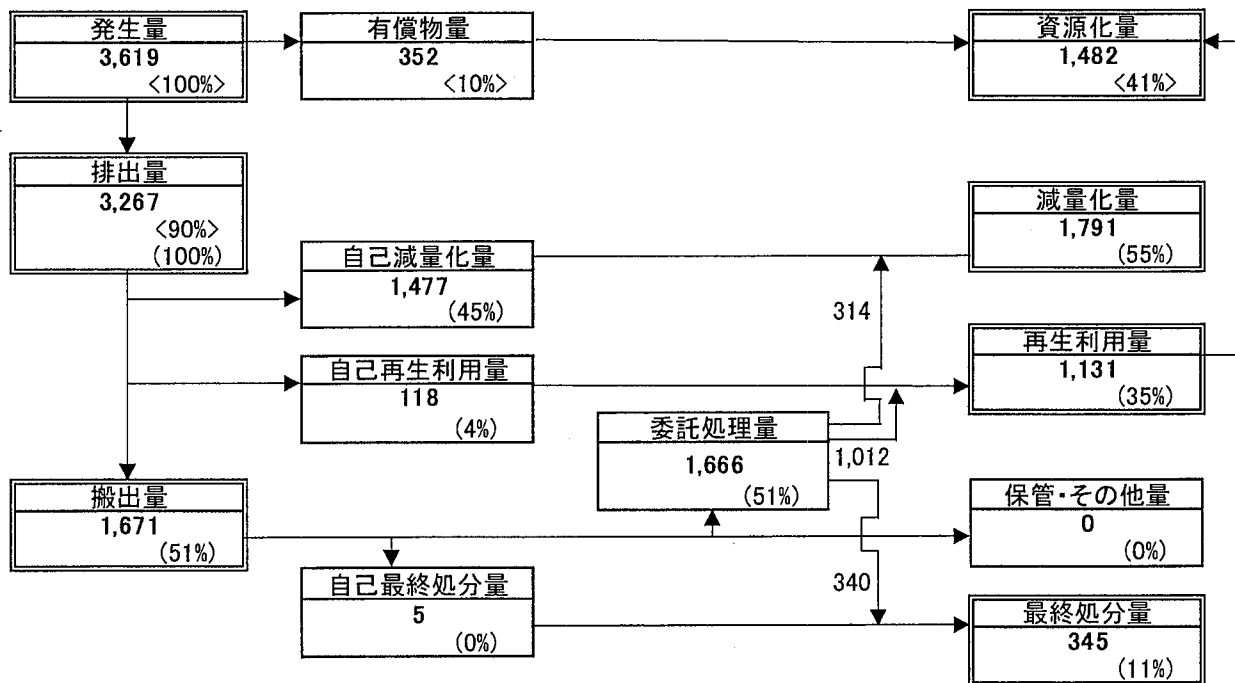 発生量
3,619
<100%>
有償物量
352
<10%>
資源化量
1,482
<41%>
排出量
3,267
<90%>
(100%)
自己減量化量
1,477
(45%)
減量化量
1,791
(55%)
314
自己再生利用量
118
(4%)
再生利用量
1,131
(35%)
委託処理量
1,666
(51%)
1,012
搬出量
1,671
(51%)
保管・その他量
0
(0%)
自己最終処分量
5
(0%)
340
最終処分量
345
(11%)